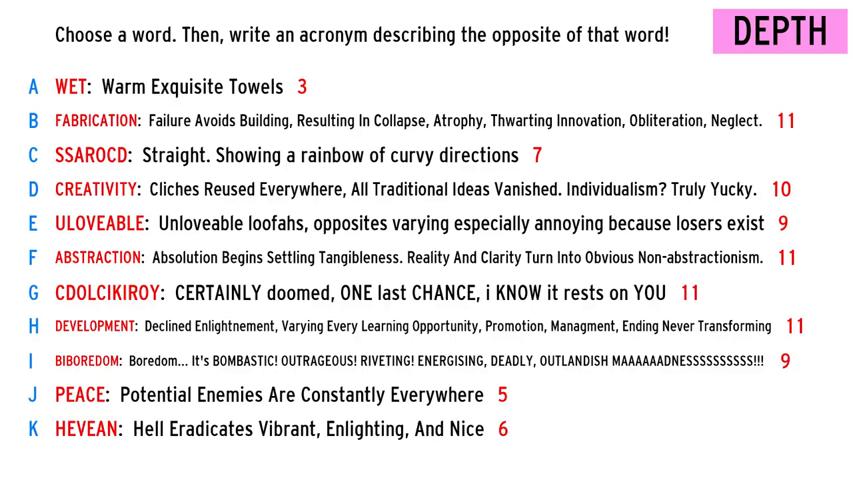 Choose a word. Then, write an acronym describing the opposite of that word!
DEPTH
A WET: Warm Exquisite Towels 3
B FABRICATION: Failure Avoids Building, Resulting In Collapse, Atrophy, Thwarting Innovation, Obliteration, Neglect. 11
C SSAROCD: Straight. Showing a rainbow of curvy directions 7
D CREATIVITY: Cliches Reused Everywhere, All Traditional Ideas Vanished. Individualism? Truly Yucky. 10
E ULOVEABLE: Unloveable loofahs, opposites varying especially annoying because losers exist 9
F ABSTRACTION: Absolution Begins Settling Tangibleness. Reality And Clarity Turn Into Obvious Non-abstractionism. 11
G CDOLCIKIROY: CERTAINLY doomed, ONE last CHANCE, i KNOW it rests on YOU 11
H DEVELOPMENT: Declined Enlightnement, Varying Every Learning Opportunity, Promotion, Managment, Ending Never Transforming 11
I BIBOREDOM: Boredom... It's BOMBASTIC! OUTRAGEOUS! RIVETING! ENERGISING, DEADLY, OUTLANDISH MAAAAAADNESSSSSSSSSS!!! 9
J PEACE: Potential Enemies Are Constantly Everywhere 5
K HEVEAN: Hell Eradicates Vibrant, Enlighting, And Nice 6